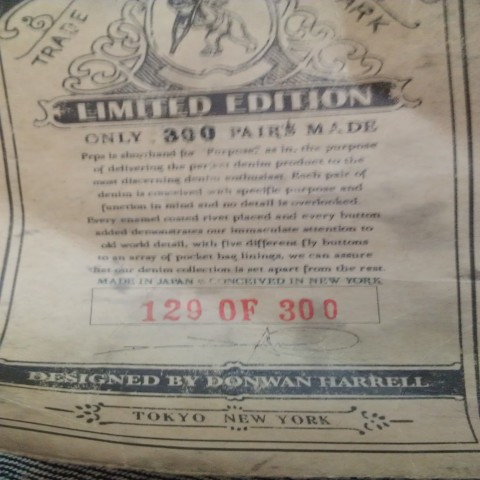 TRADE MARK
LIMITED EDITION
ONLY 300 PAIRS MADE
Prps is shorthand for "Purpose," as in, the purpose
of delivering the perfect denim product to the
most discerning denim enthusiast. Each pair of
denim is conceived with specific purpose and
function in mind and no detail is overlooked.
Every enamel coated rivet placed and every button
added demonstrates our immaculate attention to
old world detail, with five different fly buttons
to an array of pocket bag linings, we can assure
that our denim collection is set apart from the rest.
MADE IN JAPAN CONCEIVED IN NEW YORK
129 OF 300
DESIGNED BY DONWAN HARRELL
TOKYO NEW YORK